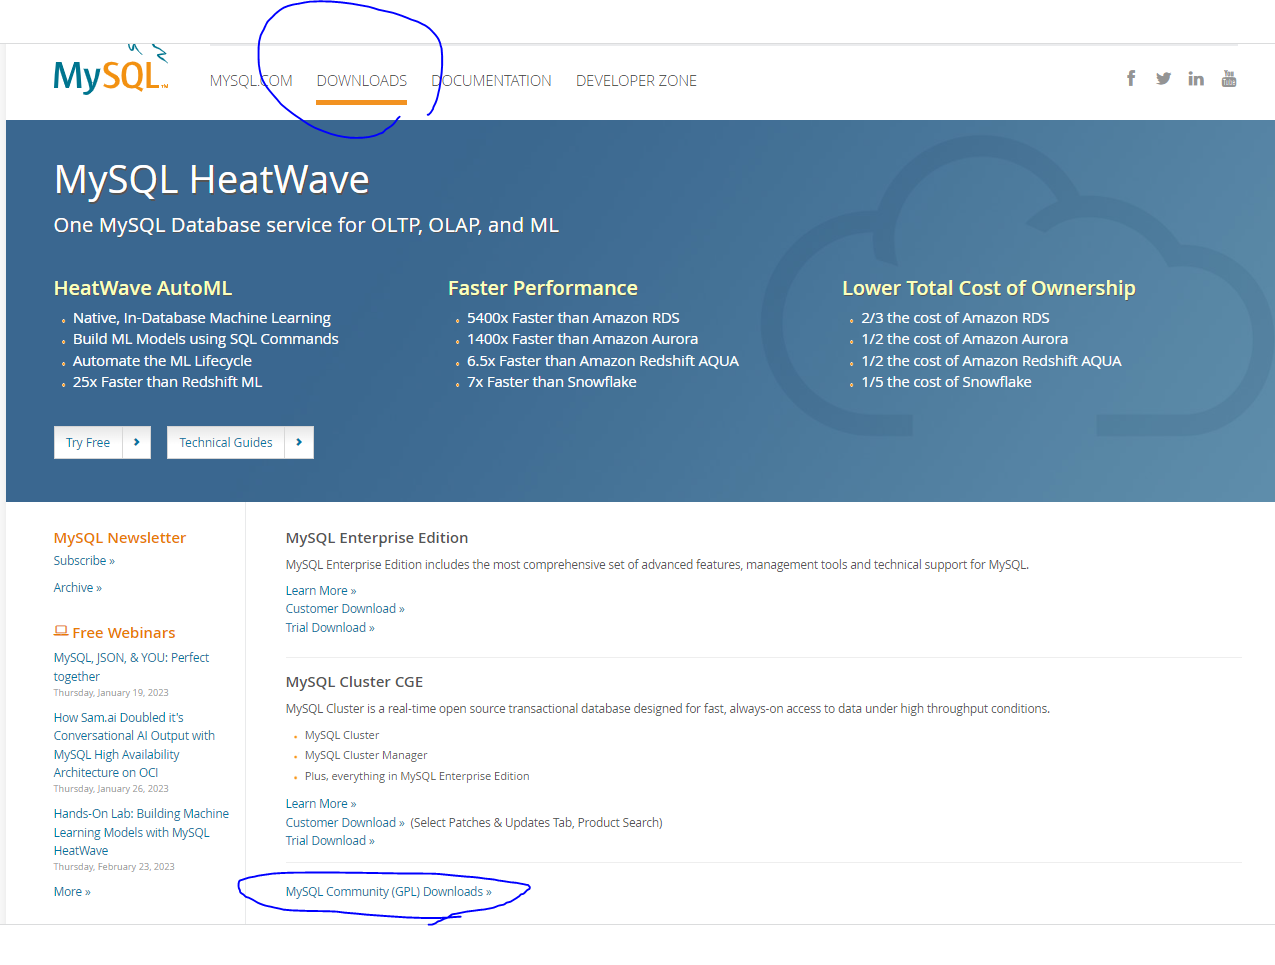 MySQL™
MYSQL.COM DOWNLOADS DOCUMENTATION DEVELOPER ZONE
MySQL HeatWave
One MySQL Database service for OLTP, OLAP, and ML
HeatWave AutoML
Native, In-Database Machine Learning
Build ML Models using SQL Commands
Automate the ML Lifecycle
25x Faster than Redshift ML
Faster Performance
5400x Faster than Amazon RDS
1400x Faster than Amazon Aurora
6.5x Faster than Amazon Redshift AQUA
7x Faster than Snowflake
Lower Total Cost of Ownership
2/3 the cost of Amazon RDS
1/2 the cost of Amazon Aurora
1/2 the cost of Amazon Redshift AQUA
1/5 the cost of Snowflake
Try Free
Technical Guides
MySQL Newsletter
Subscribe »
Archive »
Free Webinars
MySQL, JSON, & YOU: Perfect
together
Thursday, January 19, 2023
How Sam.ai Doubled it's
Conversational AI Output with
MySQL High Availability
Architecture on OCI
Thursday, January 26, 2023
Hands-On Lab: Building Machine
Learning Models with MySQL
HeatWave
Thursday, February 23, 2023
More »
MySQL Enterprise Edition
MySQL Enterprise Edition includes the most comprehensive set of advanced features, management tools and technical support for MySQL.
Learn More »
Customer Download »
Trial Download »
MySQL Cluster CGE
MySQL Cluster is a real-time open source transactional database designed for fast, always-on access to data under high throughput conditions.
MySQL Cluster
MySQL Cluster Manager
Plus, everything in MySQL Enterprise Edition
Learn More »
Customer Download » (Select Patches & Updates Tab, Product Search)
Trial Download »
MySQL Community (GPL) Downloads »